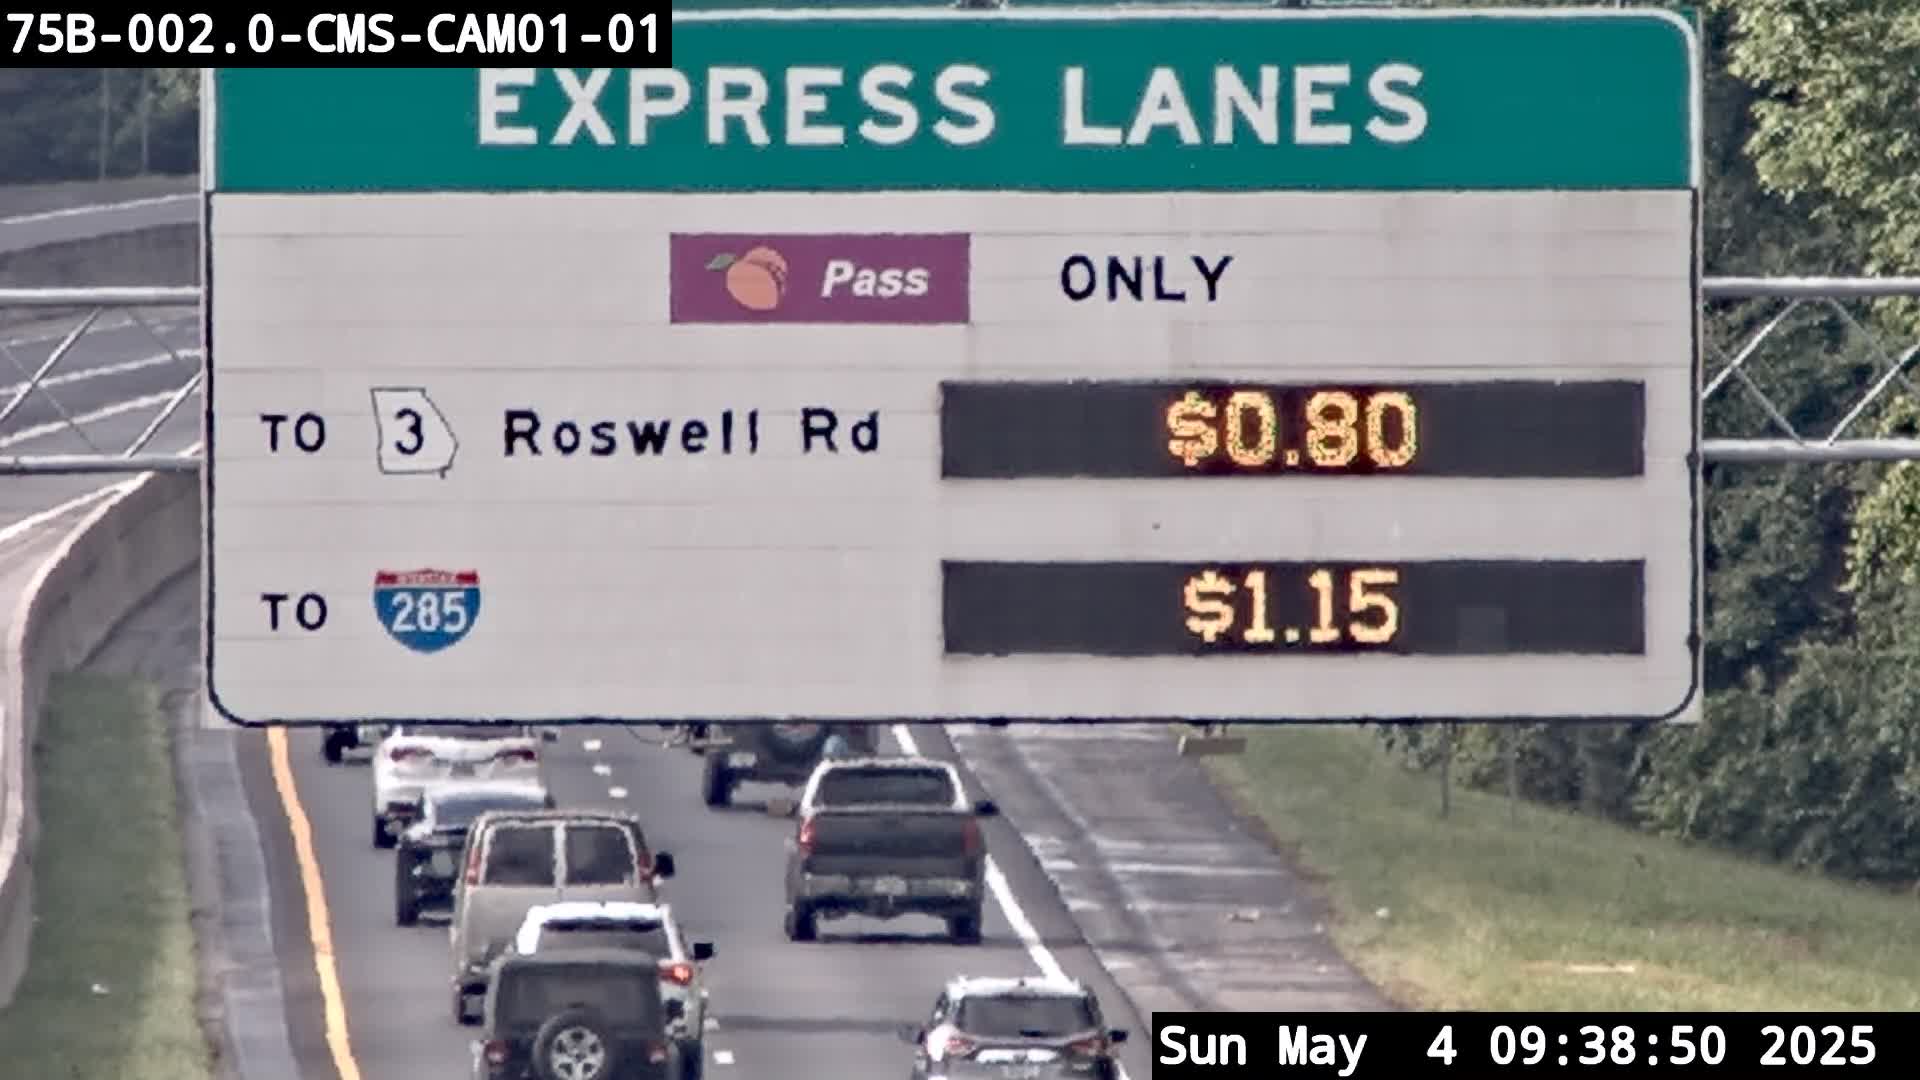 75B-002.0-CMS-CAM01-01
EXPRESS LANES
Pass ONLY
TO 3 Roswell Rd $0.80
TO 285 $1.15
Sun May 4 09:38:50 2025